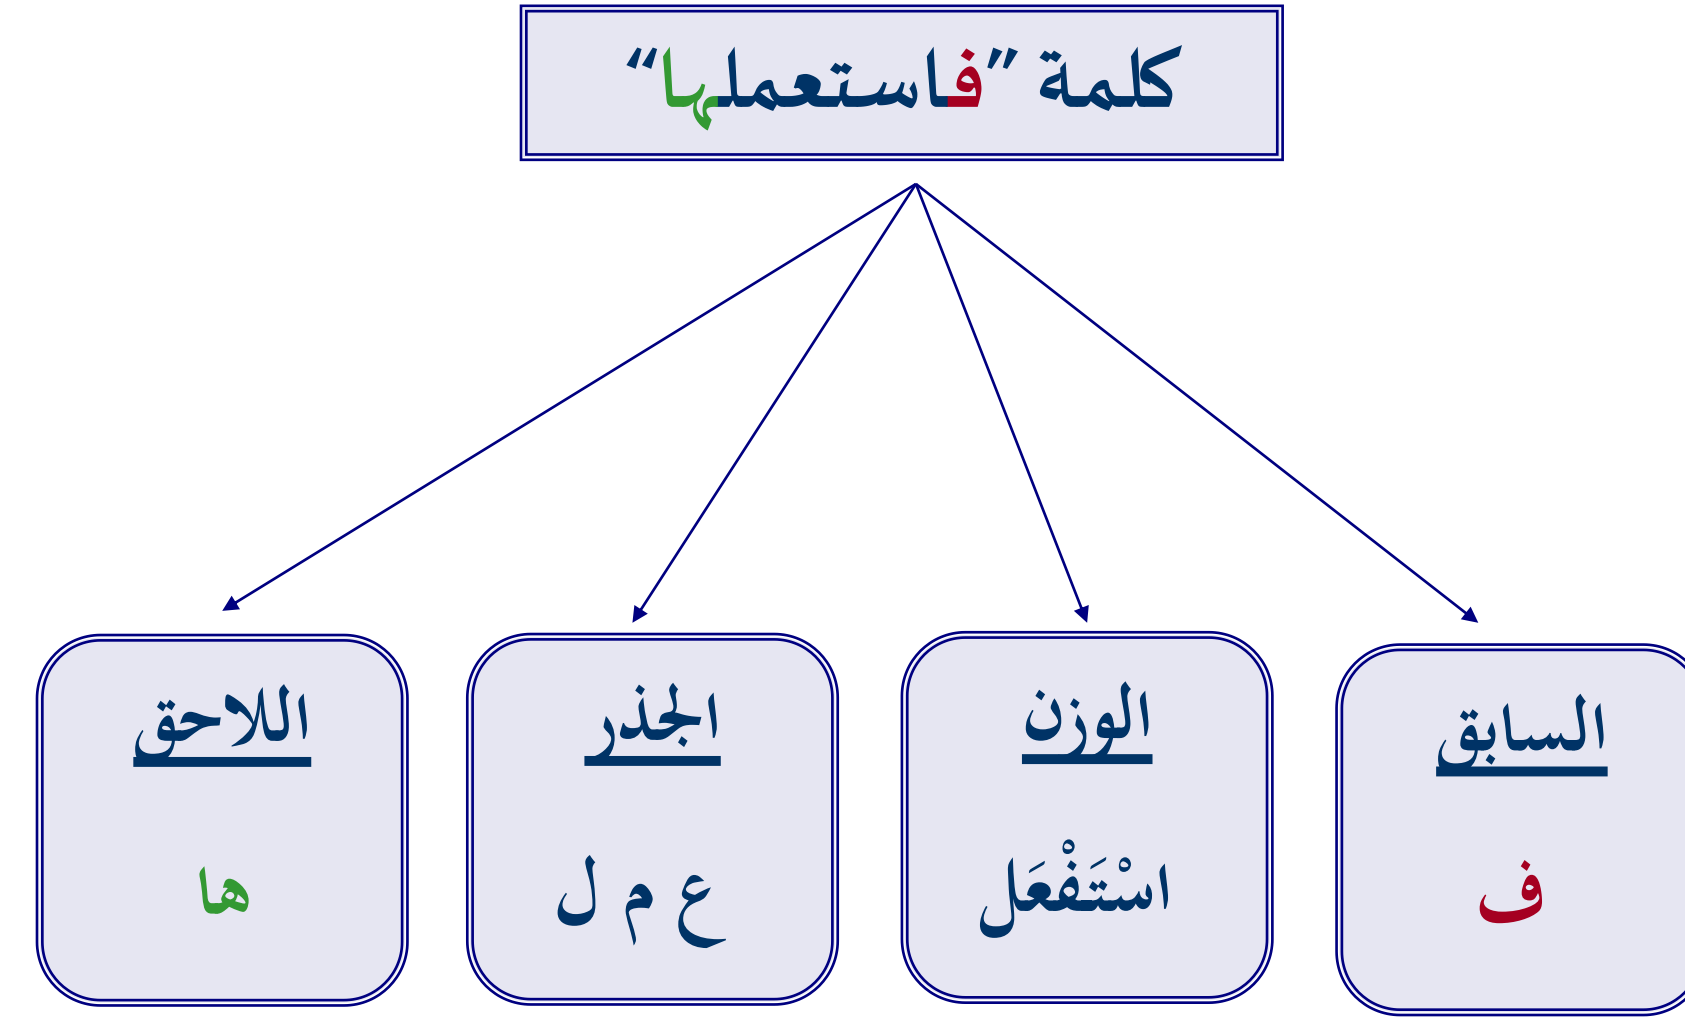 كلمة ”فاستعملها“
السابق
ف
الوزن
اسْتَفْعَل
الجذر
ع م ل
اللاحق
ها